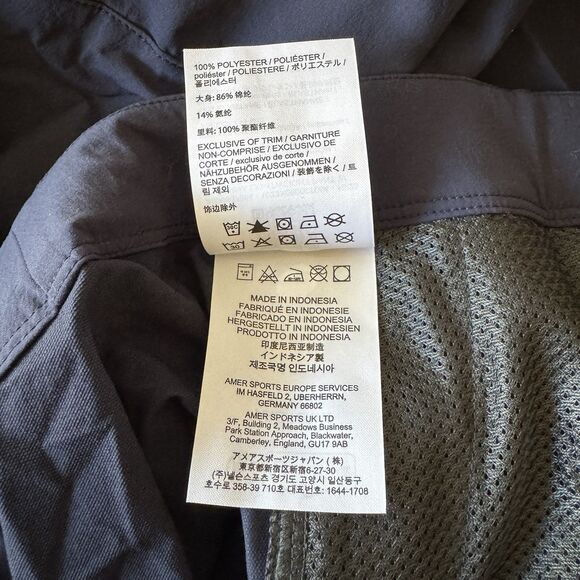 100% POLYESTER / POLIÉSTER /
poliéster / POLIESTERE / ポリエステル /
폴리에스터
大身: 86% 锦纶
14% 氨纶
里料: 100% 聚酯纤维
EXCLUSIVE OF TRIM / GARNITURE
NON-COMPRISE / EXCLUSIVO DE
CORTE / exclusivo de corte /
NÄHZUBEHÖR AUSGENOMMEN /
SENZA DECORAZIONI / 装飾を除く / 트
림 제외
饰边除外
MADE IN INDONESIA
FABRIQUÉ EN INDONÉSIE
FABRICADO EN INDONESIA
HERGESTELLT IN INDONESIEN
PRODOTTO IN INDONESIA
印度尼西亚制造
インドネシア製
제조국명 인도네시아
AMER SPORTS EUROPE SERVICES
IM HASFELD 2, UBERHERRN,
GERMANY 66802
AMER SPORTS UK LTD
3/F, Building 2, Meadows Business
Park Station Approach, Blackwater,
Camberley, England, GU17 9AB
アメアスポーツジャパン (株)
東京都新宿区新宿6-27-30
(주)넬슨스포츠 경기도 고양시 일산동구
호수로 358-39 710호 대표: 1644-1708